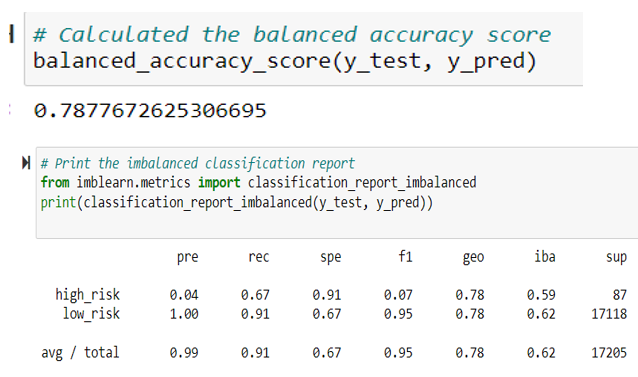 # Calculated the balanced accuracy score
balanced_accuracy_score(y_test, y_pred)
0.7877672625306695
# Print the imbalanced classification report
from imblearn.metrics import classification_report_imbalanced
print(classification_report_imbalanced(y_test, y_pred))
pre rec spe f1 geo iba sup
high_risk 0.04 0.67 0.91 0.07 0.78 0.59 87
low_risk 1.00 0.91 0.67 0.95 0.78 0.62 17118
avg / total 0.99 0.91 0.67 0.95 0.78 0.62 17205